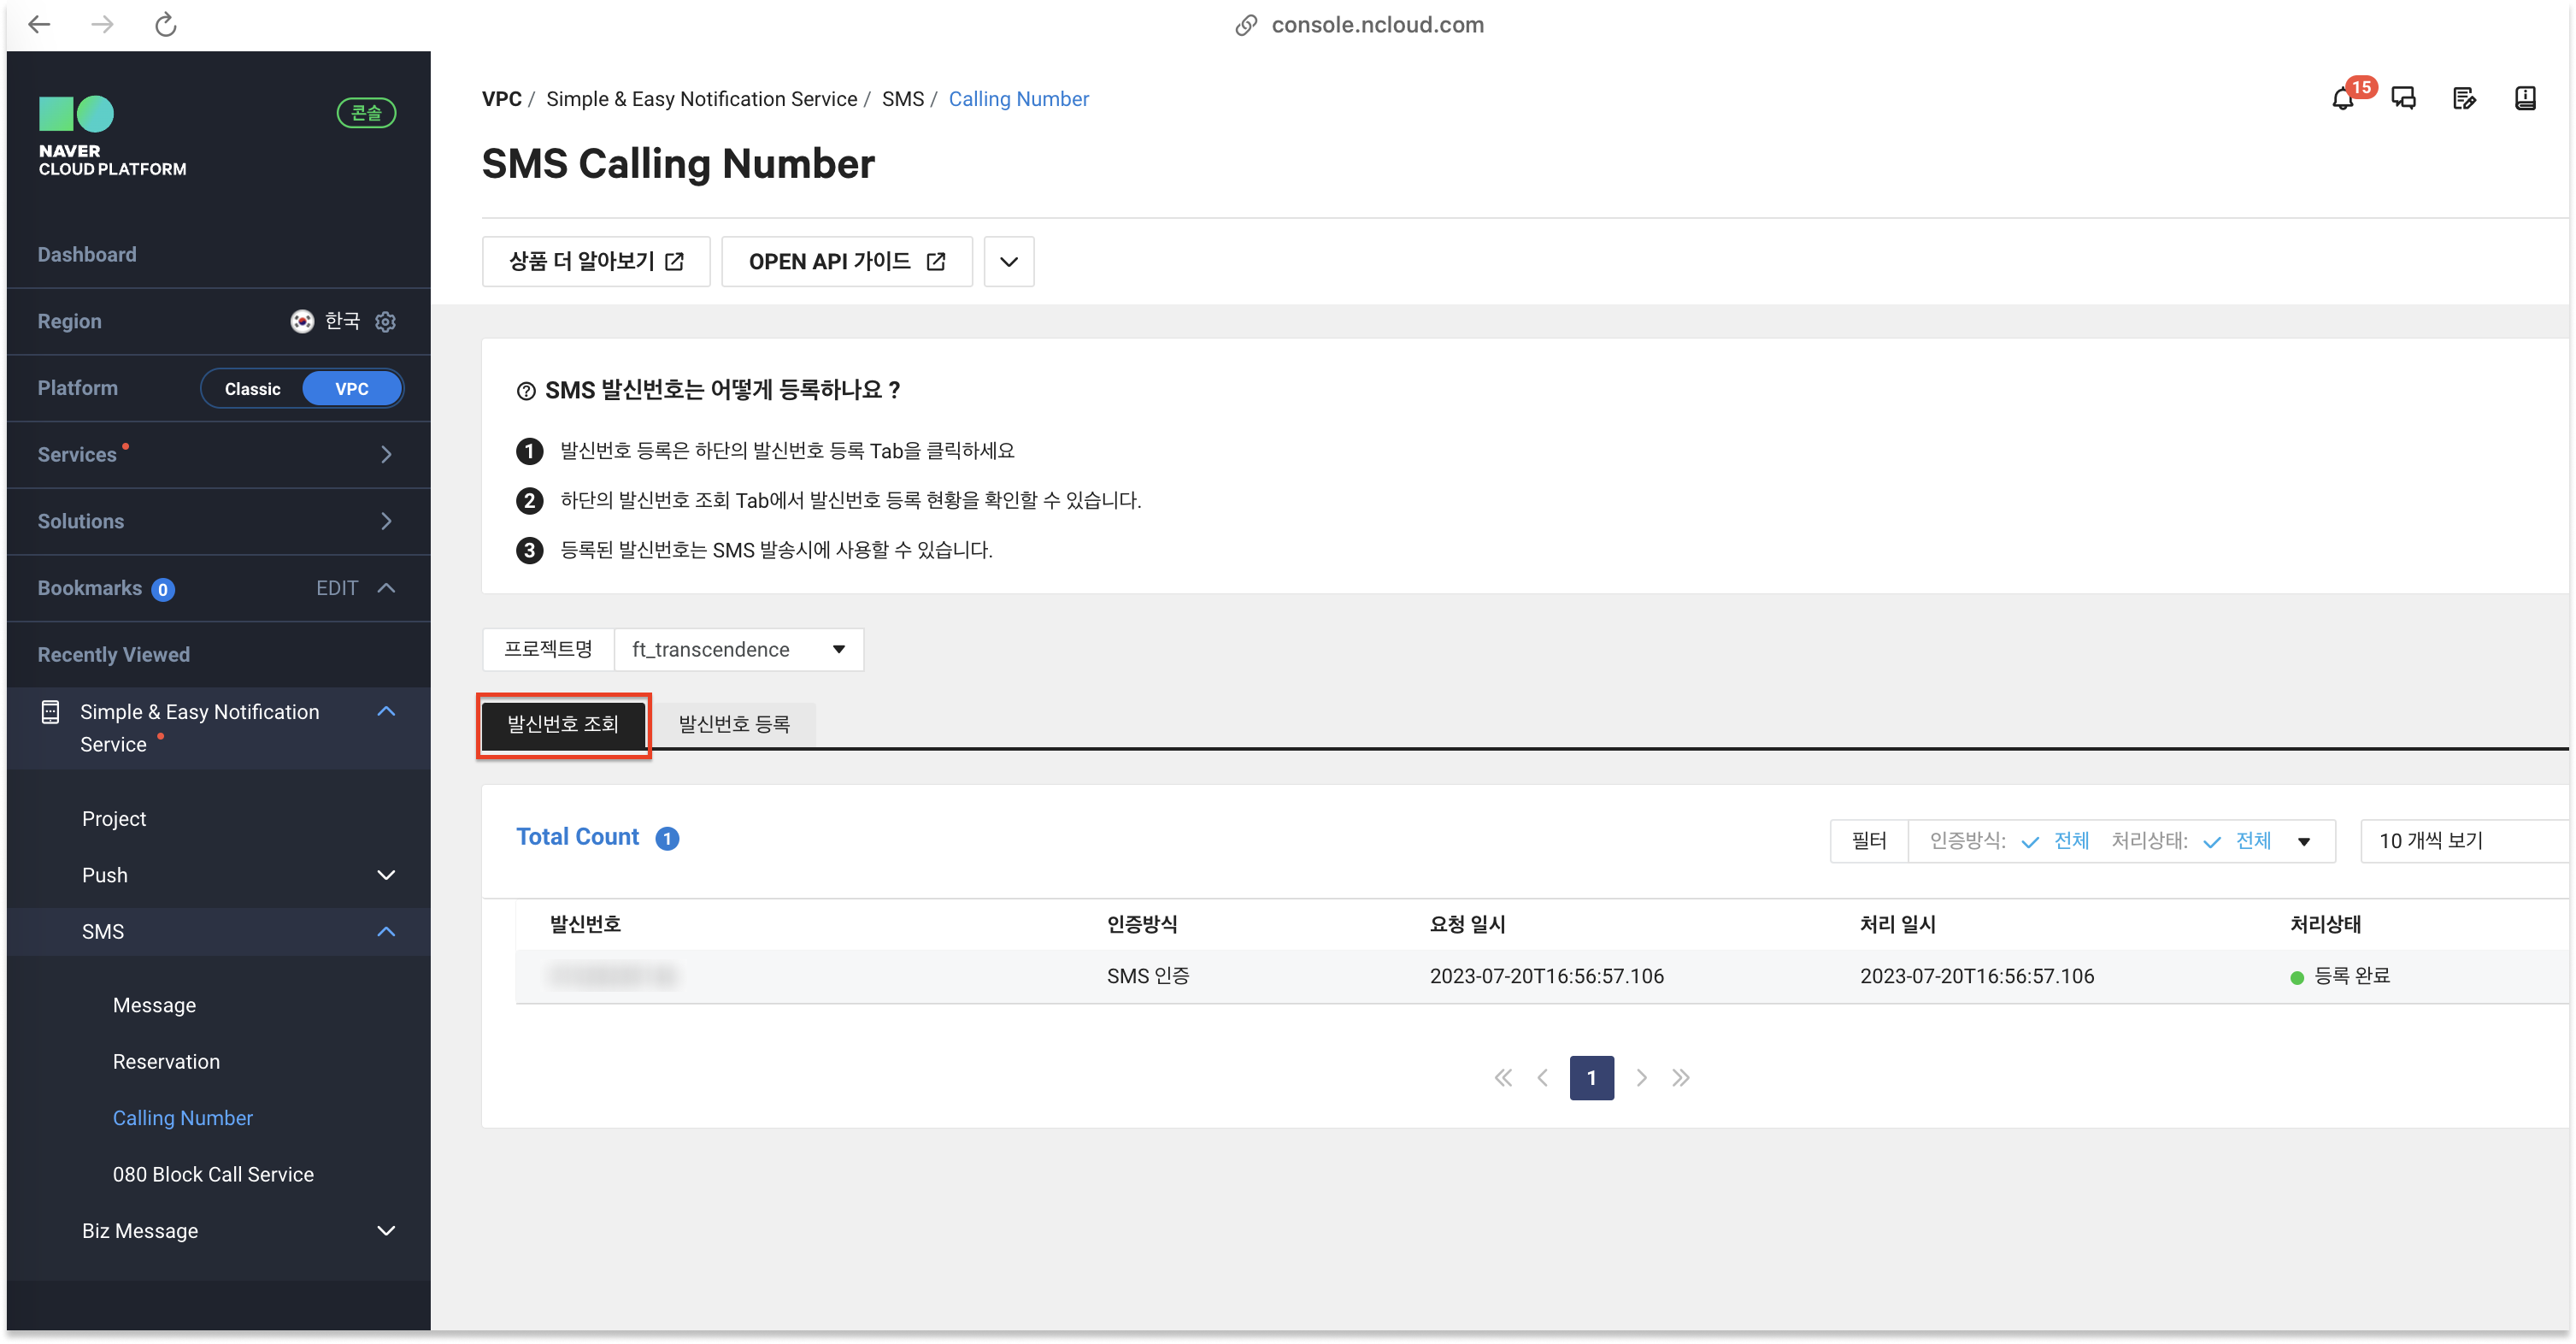 console.ncloud.com
NAVER
CLOUD PLATFORM
콘솔
Dashboard
Region 한국
Platform Classic VPC
Services
Solutions
Bookmarks 0 EDIT
Recently Viewed
Simple & Easy Notification
Service
Project
Push
SMS
Message
Reservation
Calling Number
080 Block Call Service
Biz Message
VPC / Simple & Easy Notification Service / SMS / Calling Number
15
SMS Calling Number
상품 더 알아보기
OPEN API 가이드
SMS 발신번호는 어떻게 등록하나요 ?
1 발신번호 등록은 하단의 발신번호 등록 Tab을 클릭하세요
2 하단의 발신번호 조회 Tab에서 발신번호 등록 현황을 확인할 수 있습니다.
3 등록된 발신번호는 SMS 발송시에 사용할 수 있습니다.
프로젝트명 ft_transcendence
발신번호 조회 발신번호 등록
Total Count 1
필터 인증방식: 전체 처리상태: 전체 10 개씩 보기
발신번호 인증방식 요청 일시 처리 일시 처리상태
SMS 인증 2023-07-20T16:56:57.106 2023-07-20T16:56:57.106 등록 완료
1